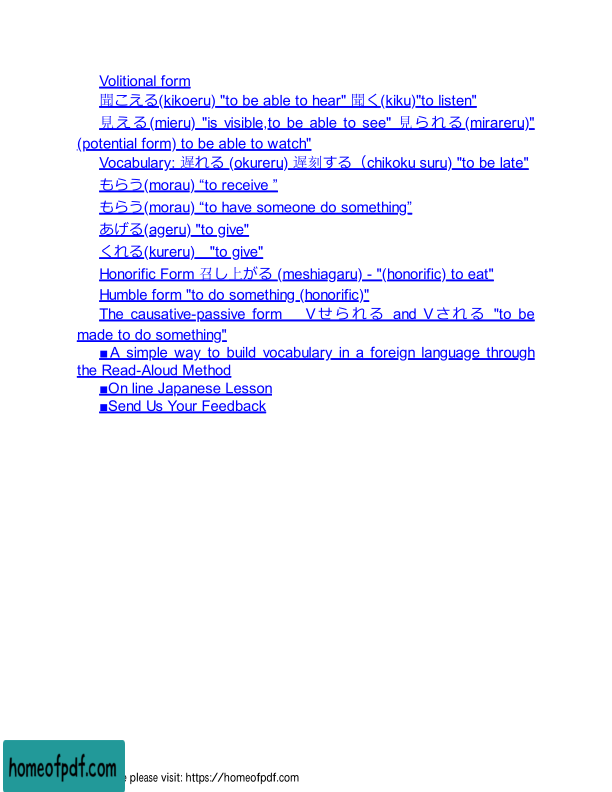 Volitional form
聞こえる(kikoeru) "to be able to hear" 聞く(kiku)"to listen"
見える(mieru) "is visible,to be able to see" 見られる(mirareru)"
(potential form) to be able to watch"
Vocabulary: 遅れる (okureru) 遅刻する（chikoku suru) "to be late"
もらう(morau) “to receive ”
もらう(morau) “to have someone do something”
あげる(ageru) "to give"
くれる(kureru)　"to give"
Honorific Form 召し上がる (meshiagaru) - "(honorific) to eat"
Humble form "to do something (honorific)"
The causative-passive form　Vせられる and Vされる "to be
made to do something"
■A simple way to build vocabulary in a foreign language through
the Read-Aloud Method
■On line Japanese Lesson
■Send Us Your Feedback
homeofpdf.com
e please visit: https://homeofpdf.com